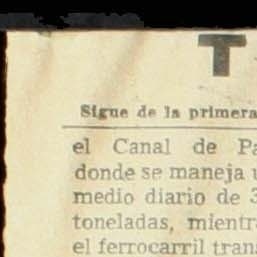 T
Sigue de la primera
el Canal de Pa
donde se maneja u
medio diario de 3
toneladas, mientra
el ferrocarril tran